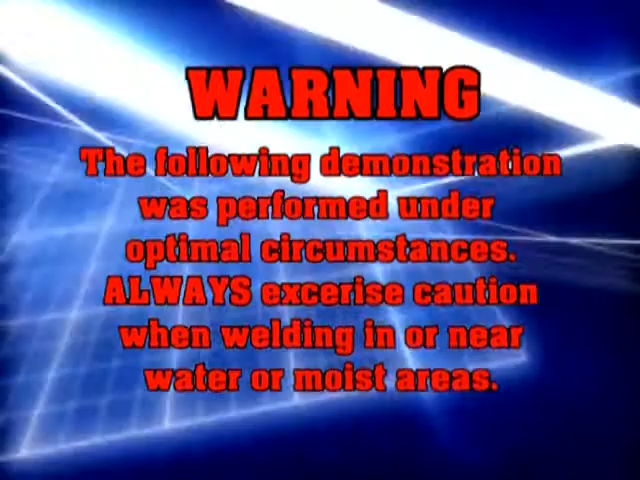 WARNING
The following demonstration
was performed under
optimal circumstances.
ALWAYS excerise caution
when welding in or near
water or moist areas.